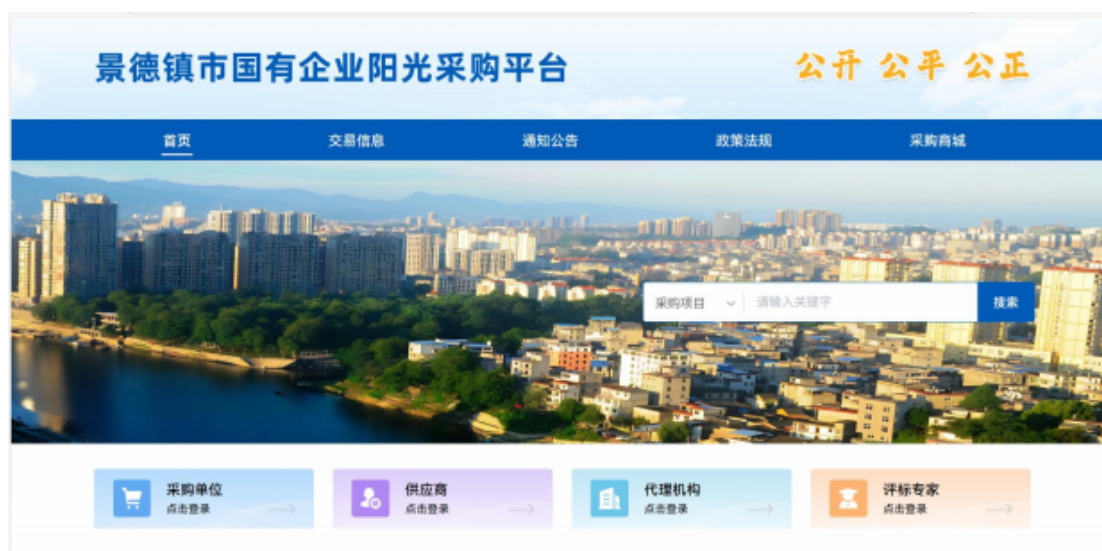 景德镇市国有企业阳光采购平台
公开 公平 公正
首页 交易信息 通知公告 政策法规 采购商城
采购项目 请输入关键字 搜索
采购单位 供应商 代理机构 评标专家
点击登录 点击登录 点击登录 点击登录